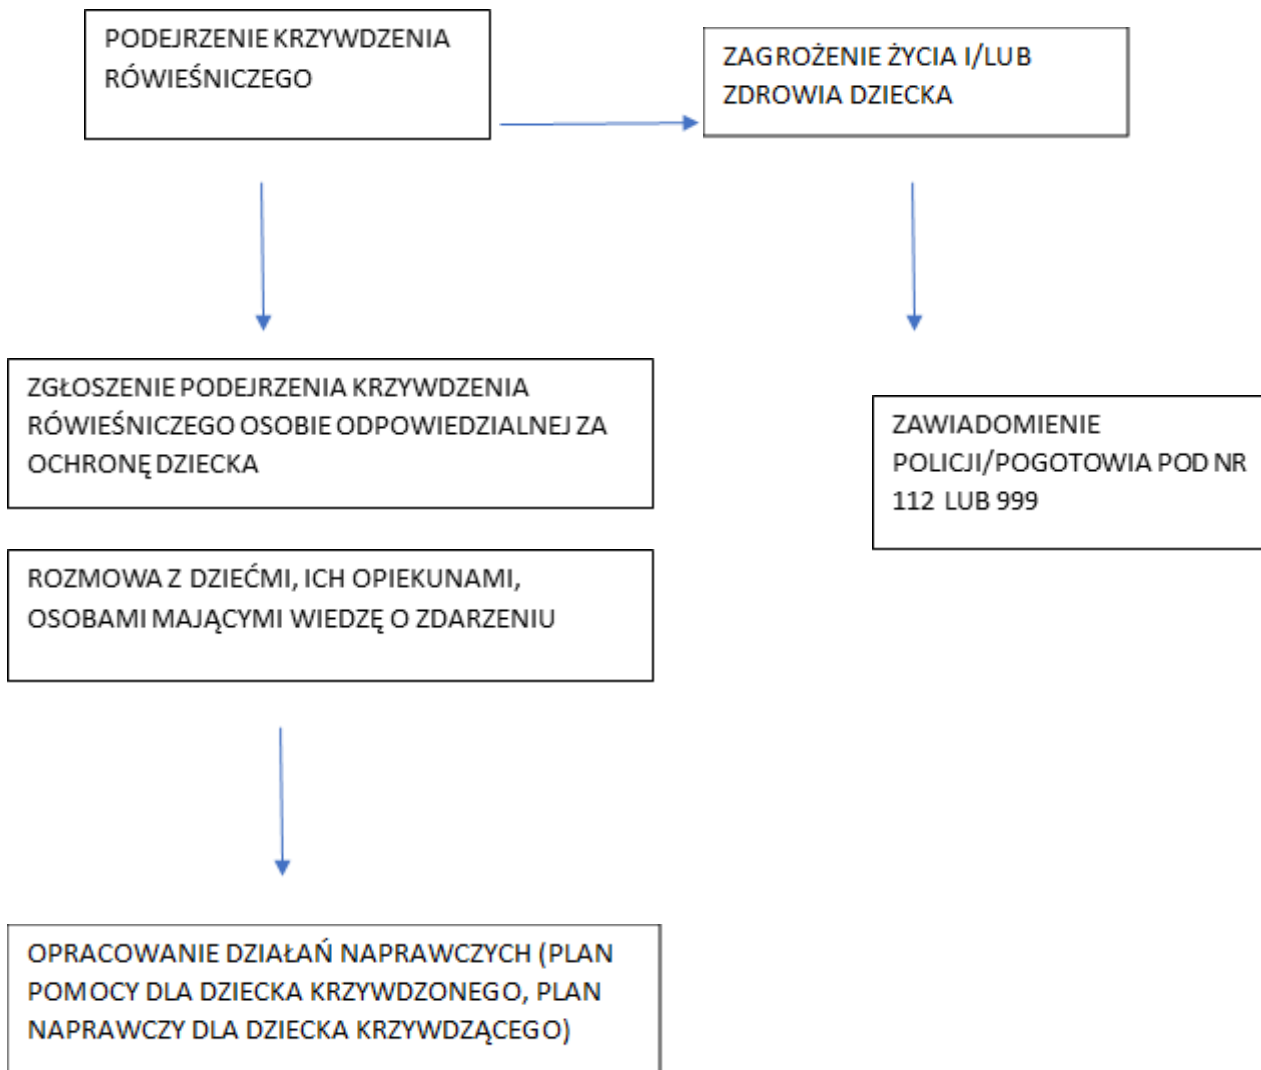 PODEJRZENIE KRZYWDZENIA
RÓWIEŚNICZEGO
ZAGROŻENIE ŻYCIA I/LUB
ZDROWIA DZIECKA
ZGŁOSZENIE PODEJRZENIA KRZYWDZENIA
RÓWIEŚNICZEGO OSOBIE ODPOWIEDZIALNEJ ZA
OCHRONĘ DZIECKA
ZAWIADOMIENIE
POLICJI/POGOTOWIA POD NR
112 LUB 999
ROZMOWA Z DZIEĆMI, ICH OPIEKUNAMI,
OSOBAMI MAJĄCYMI WIEDZĘ O ZDARZENIU
OPRACOWANIE DZIAŁAŃ NAPRAWCZYCH (PLAN
POMOCY DLA DZIECKA KRZYWDZONEGO, PLAN
NAPRAWCZY DLA DZIECKA KRZYWDZĄCEGO)